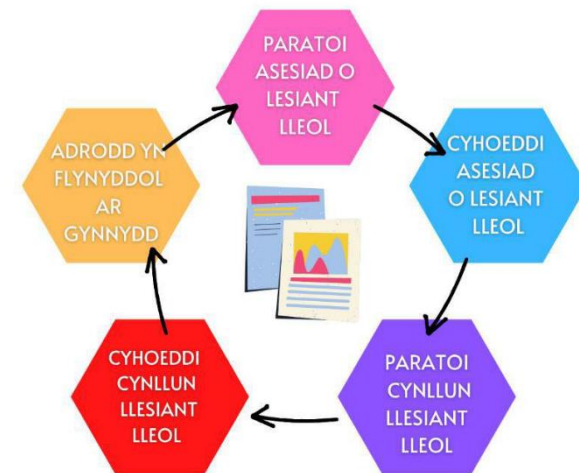 PARATOI
ASESIAD O
LESIANT
LLEOL
CYHOEDDI
ASESIAD
O LESIANT
LLEOL
PARATOI
CYNLLUN
LLESIANT
LLEOL
CYHOEDDI
CYNLLUN
LLESIANT
LLEOL
ADRODD YN
FLYNYDDOL
AR
GYNNYDD